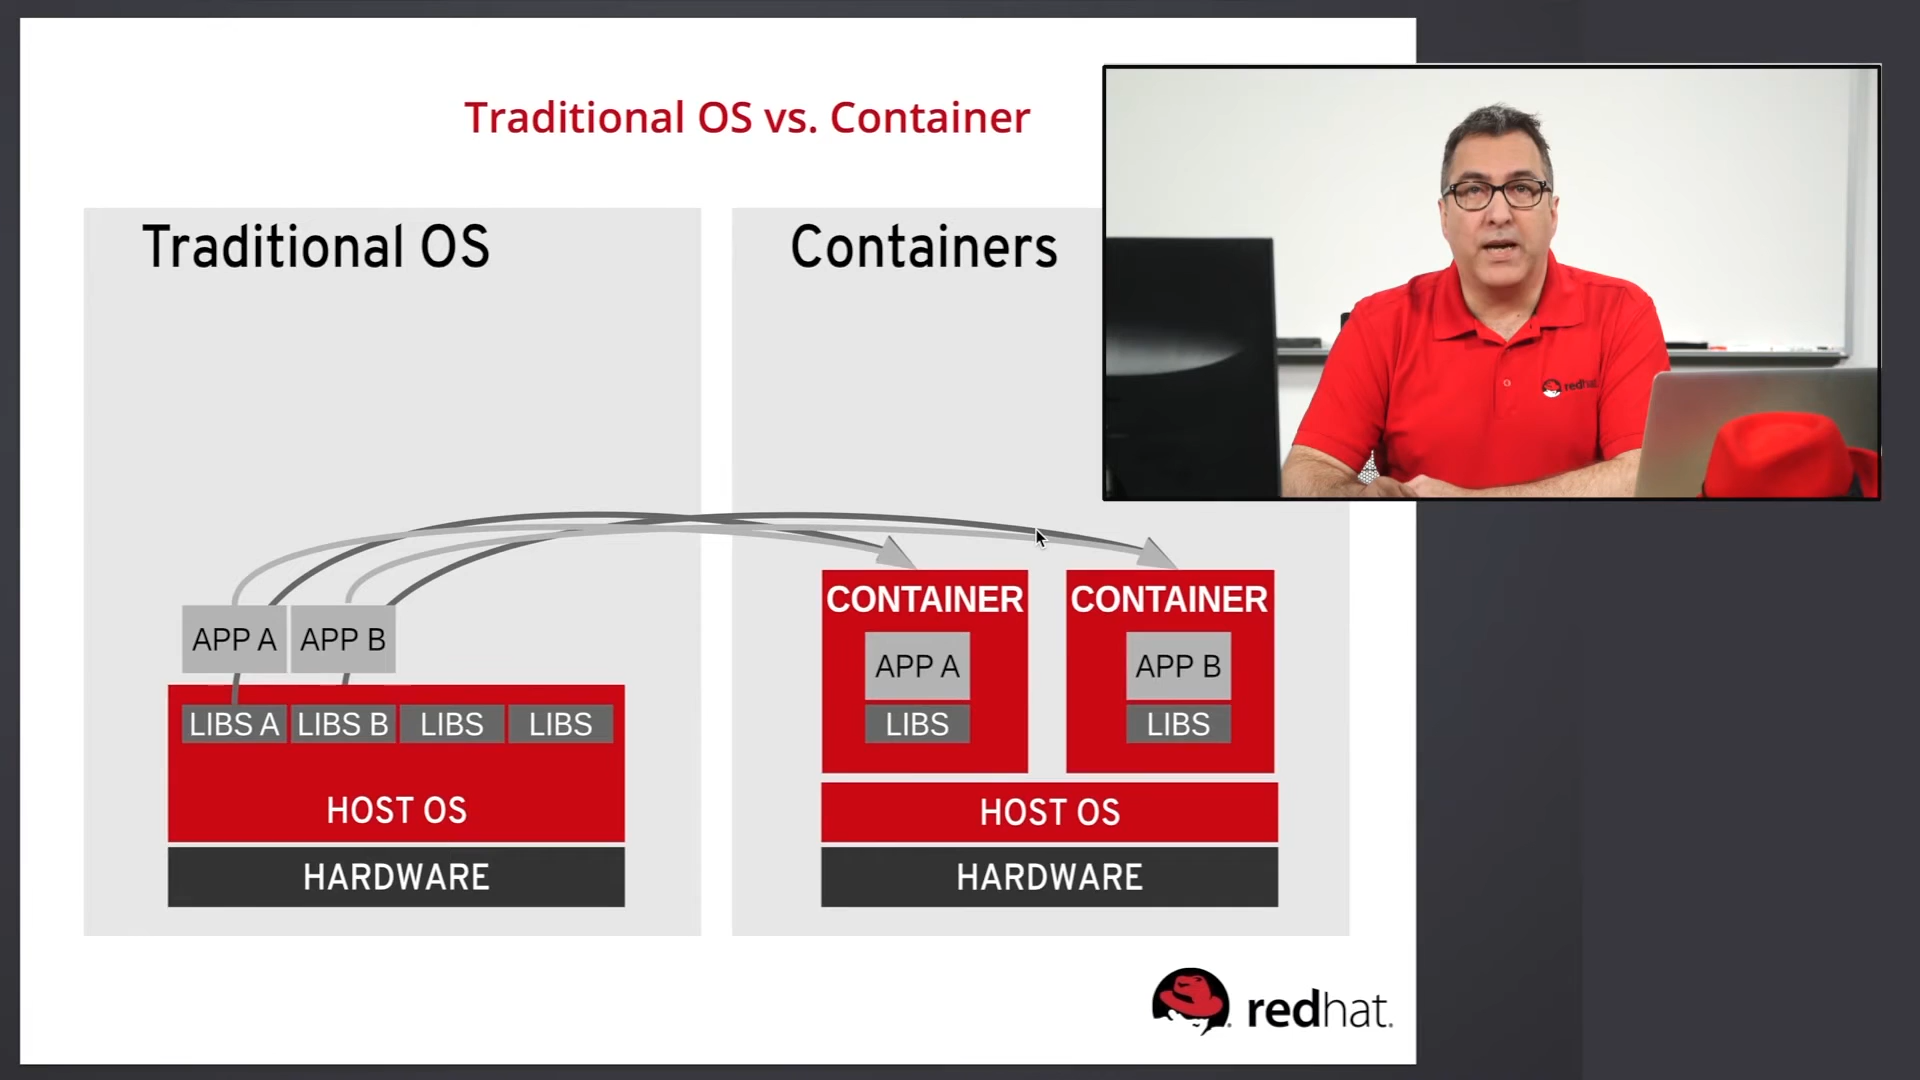 Traditional OS vs. Container
Traditional OS
APP A
APP B
LIBS A
LIBS B
LIBS
LIBS
HOST OS
HARDWARE
Containers
CONTAINER
APP A
LIBS
CONTAINER
APP B
LIBS
HOST OS
HARDWARE
redhat.
redhat